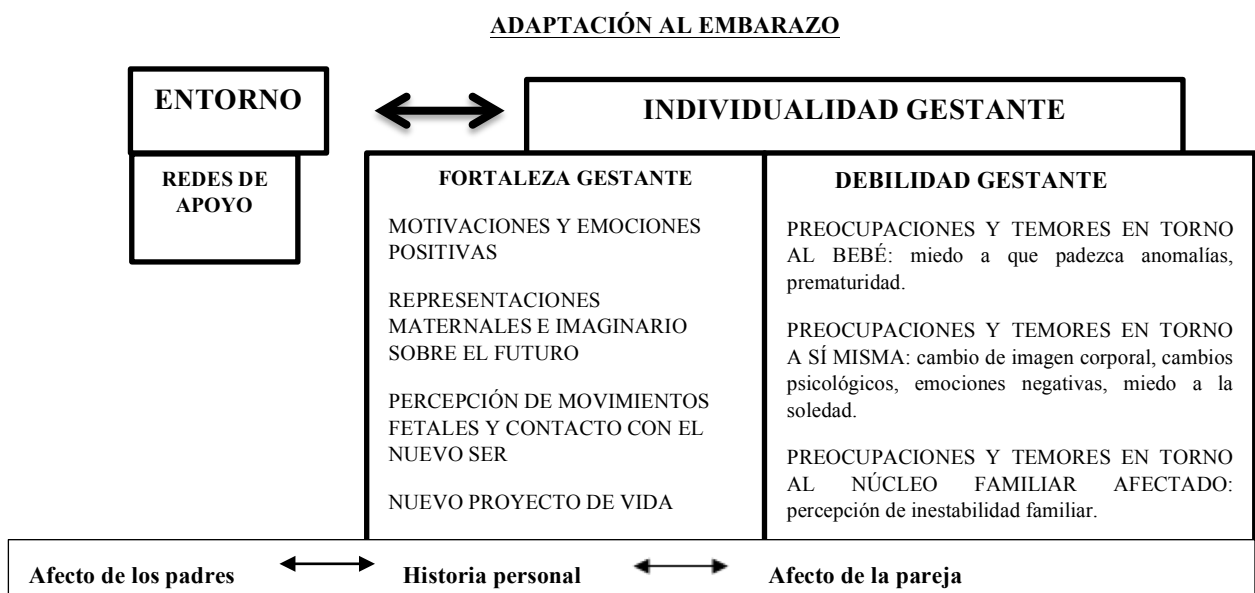 ADAPTACIÓN AL EMBARAZO
ENTORNO
INDIVIDUALIDAD GESTANTE
REDES DE
APOYO
FORTALEZA GESTANTE
MOTIVACIONES Y EMOCIONES
POSITIVAS
REPRESENTACIONES
MATERNALES E IMAGINARIO
SOBRE EL FUTURO
PERCEPCIÓN DE MOVIMIENTOS
FETALES Y CONTACTO CON EL
NUEVO SER
NUEVO PROYECTO DE VIDA
DEBILIDAD GESTANTE
PREOCUPACIONES Y TEMORES EN TORNO
AL BEBÉ: miedo a que padezca anomalías,
prematuridad.
PREOCUPACIONES Y TEMORES EN TORNO
A SÍ MISMA: cambio de imagen corporal, cambios
psicológicos, emociones negativas, miedo a la
soledad.
PREOCUPACIONES Y TEMORES EN TORNO
AL NÚCLEO FAMILIAR AFECTADO:
percepción de inestabilidad familiar.
Afecto de los padres
Historia personal
Afecto de la pareja